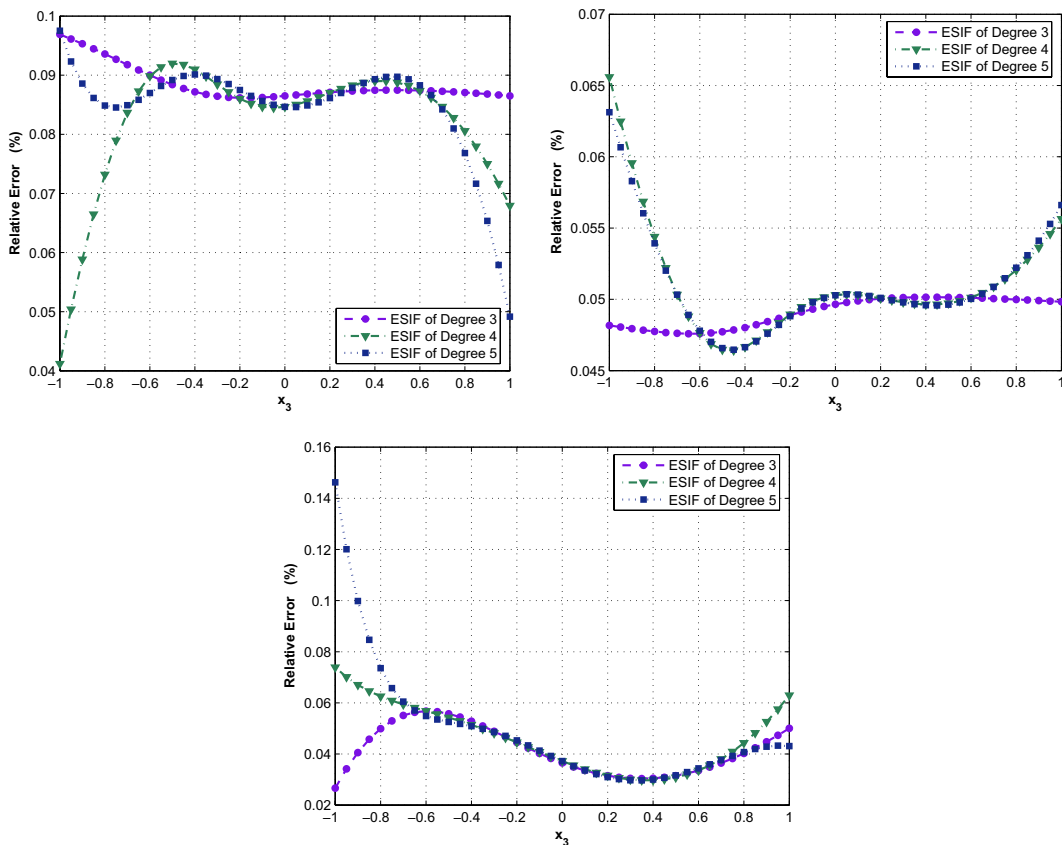 0.1
0.09
0.08
0.07
0.06
0.05
0.04
Relative Error (%)
ESIF of Degree 3
ESIF of Degree 4
ESIF of Degree 5
−1 −0.8 −0.6 −0.4 −0.2 0 0.2 0.4 0.6 0.8 1
x_3
0.07
0.065
0.06
0.055
0.05
0.045
Relative Error (%)
ESIF of Degree 3
ESIF of Degree 4
ESIF of Degree 5
−1 −0.8 −0.6 −0.4 −0.2 0 0.2 0.4 0.6 0.8 1
x_3
0.16
0.14
0.12
0.1
0.08
0.06
0.04
0.02
Relative Error (%)
ESIF of Degree 3
ESIF of Degree 4
ESIF of Degree 5
−1 −0.8 −0.6 −0.4 −0.2 0 0.2 0.4 0.6 0.8 1
x_3